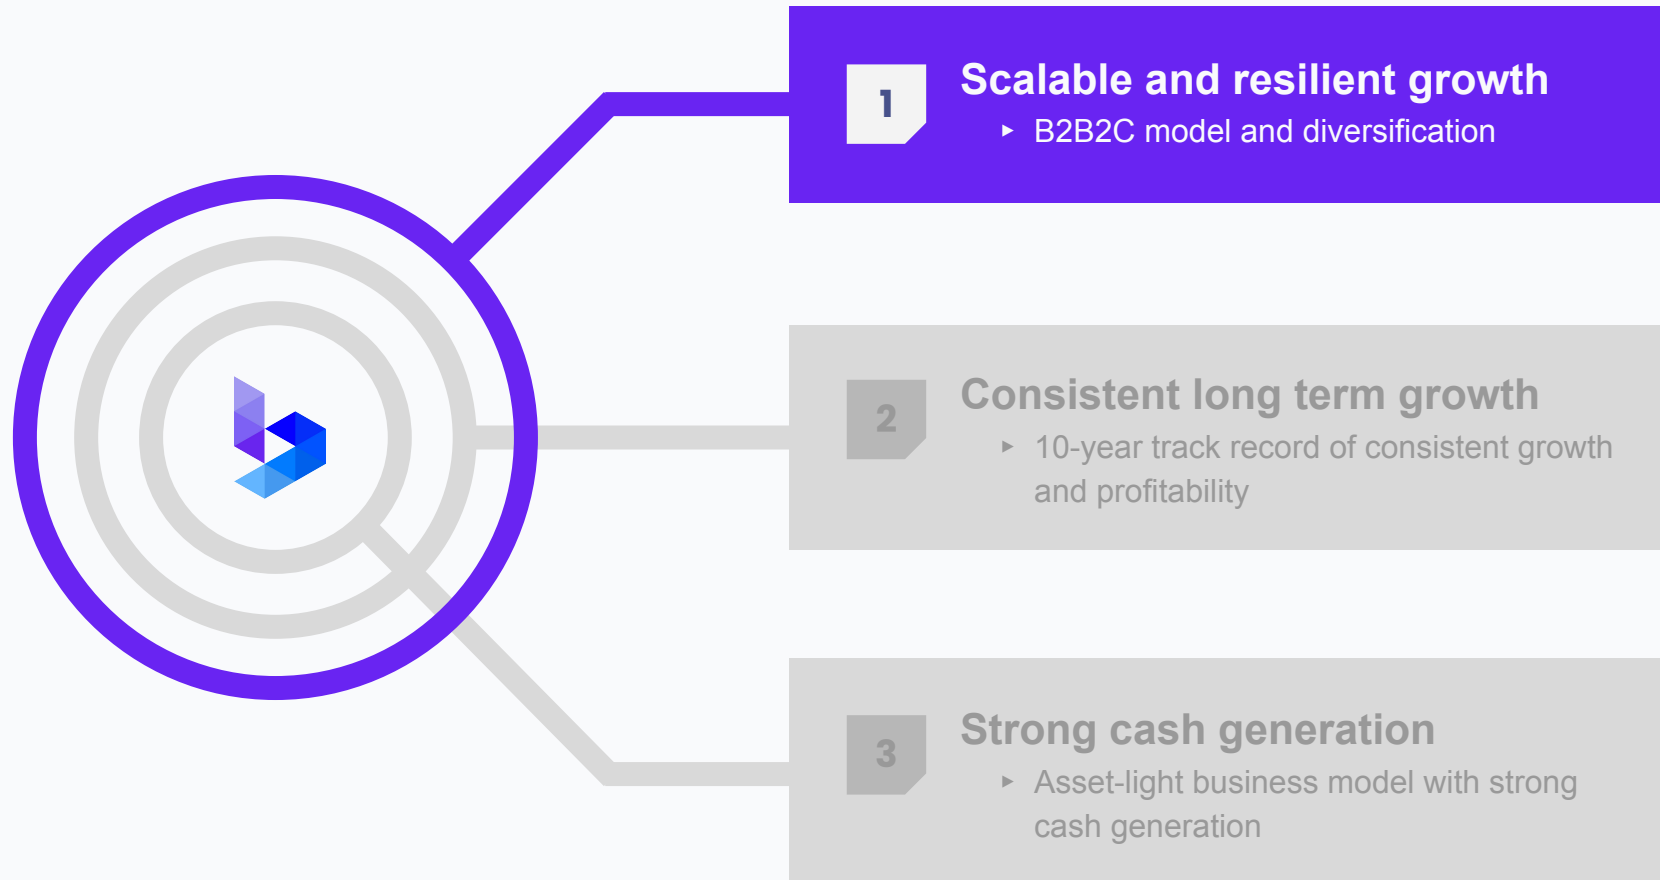 1
Scalable and resilient growth
▸ B2B2C model and diversification
2
Consistent long term growth
▸ 10-year track record of consistent growth
and profitability
3
Strong cash generation
▸ Asset-light business model with strong
cash generation